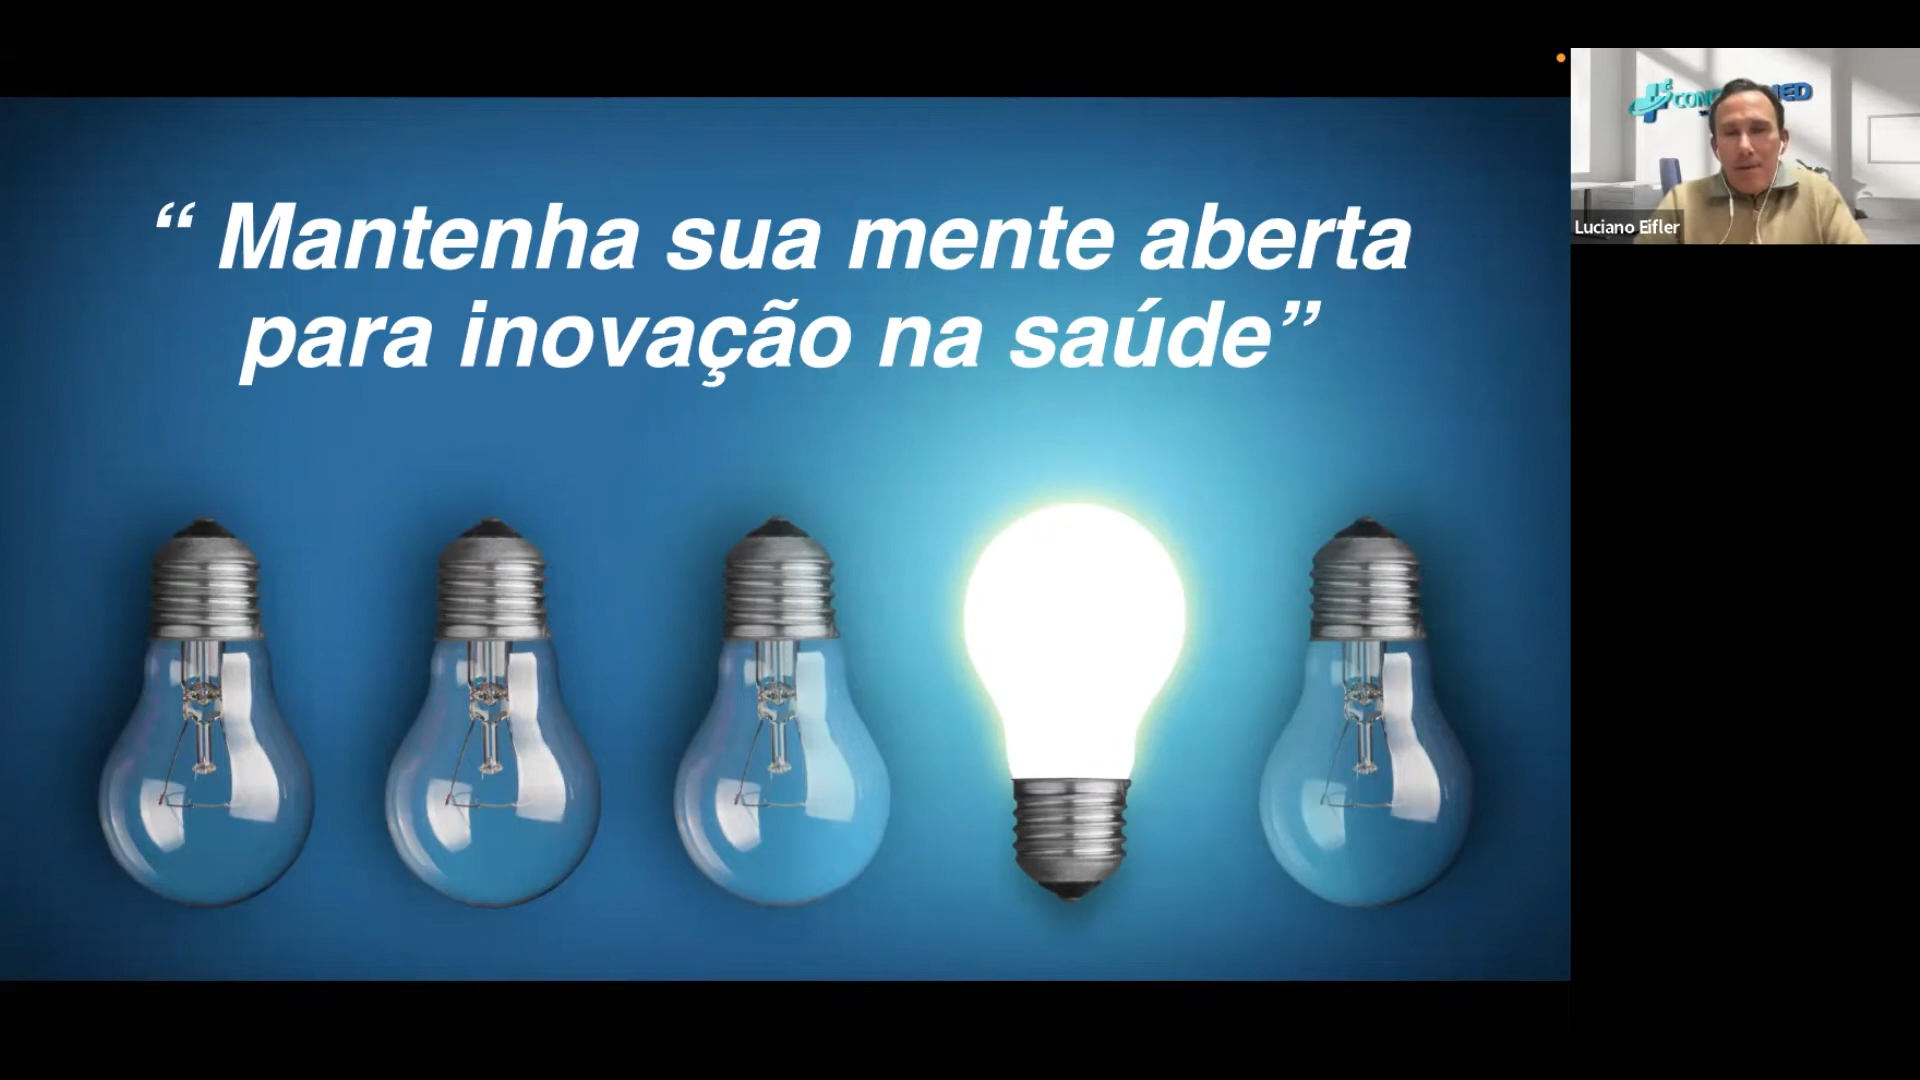 “ Mantenha sua mente aberta
para inovação na saúde”
Luciano Eifler